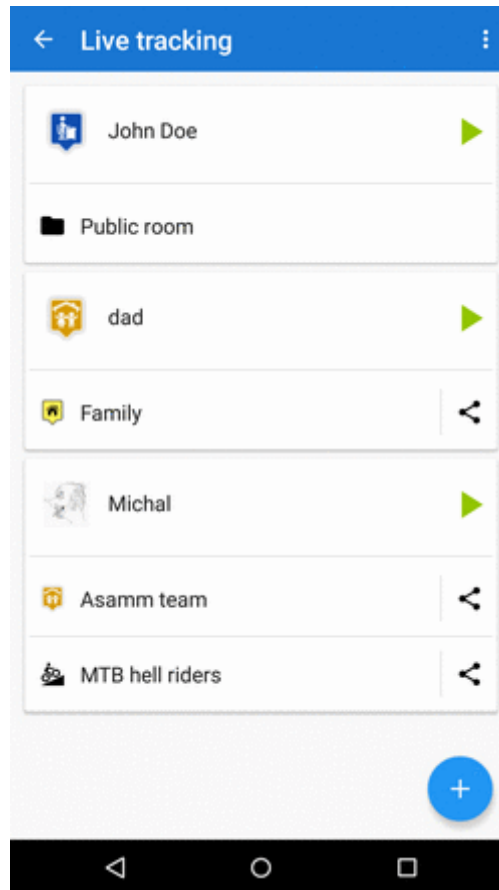 Live tracking
John Doe
Public room
dad
Family
Michal
Asamm team
MTB hell riders